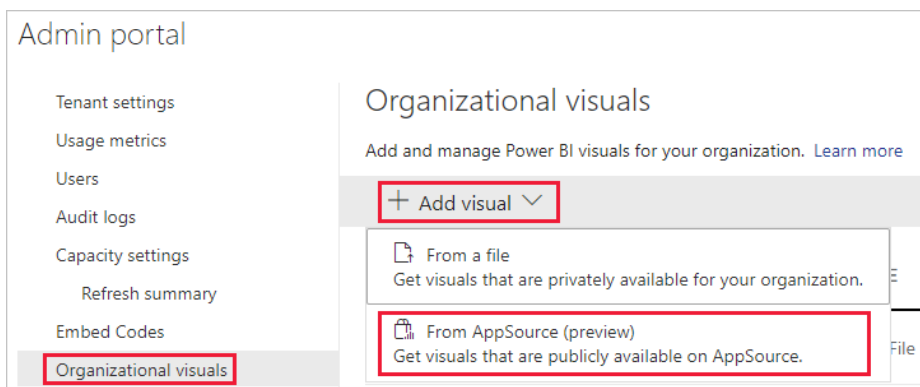 Admin portal
Tenant settings
Usage metrics
Users
Audit logs
Capacity settings
Refresh summary
Embed Codes
Organizational visuals
Organizational visuals
Add and manage Power BI visuals for your organization. Learn more
+ Add visual
From a file
Get visuals that are privately available for your organization.
From AppSource (preview)
Get visuals that are publicly available on AppSource.
E
File